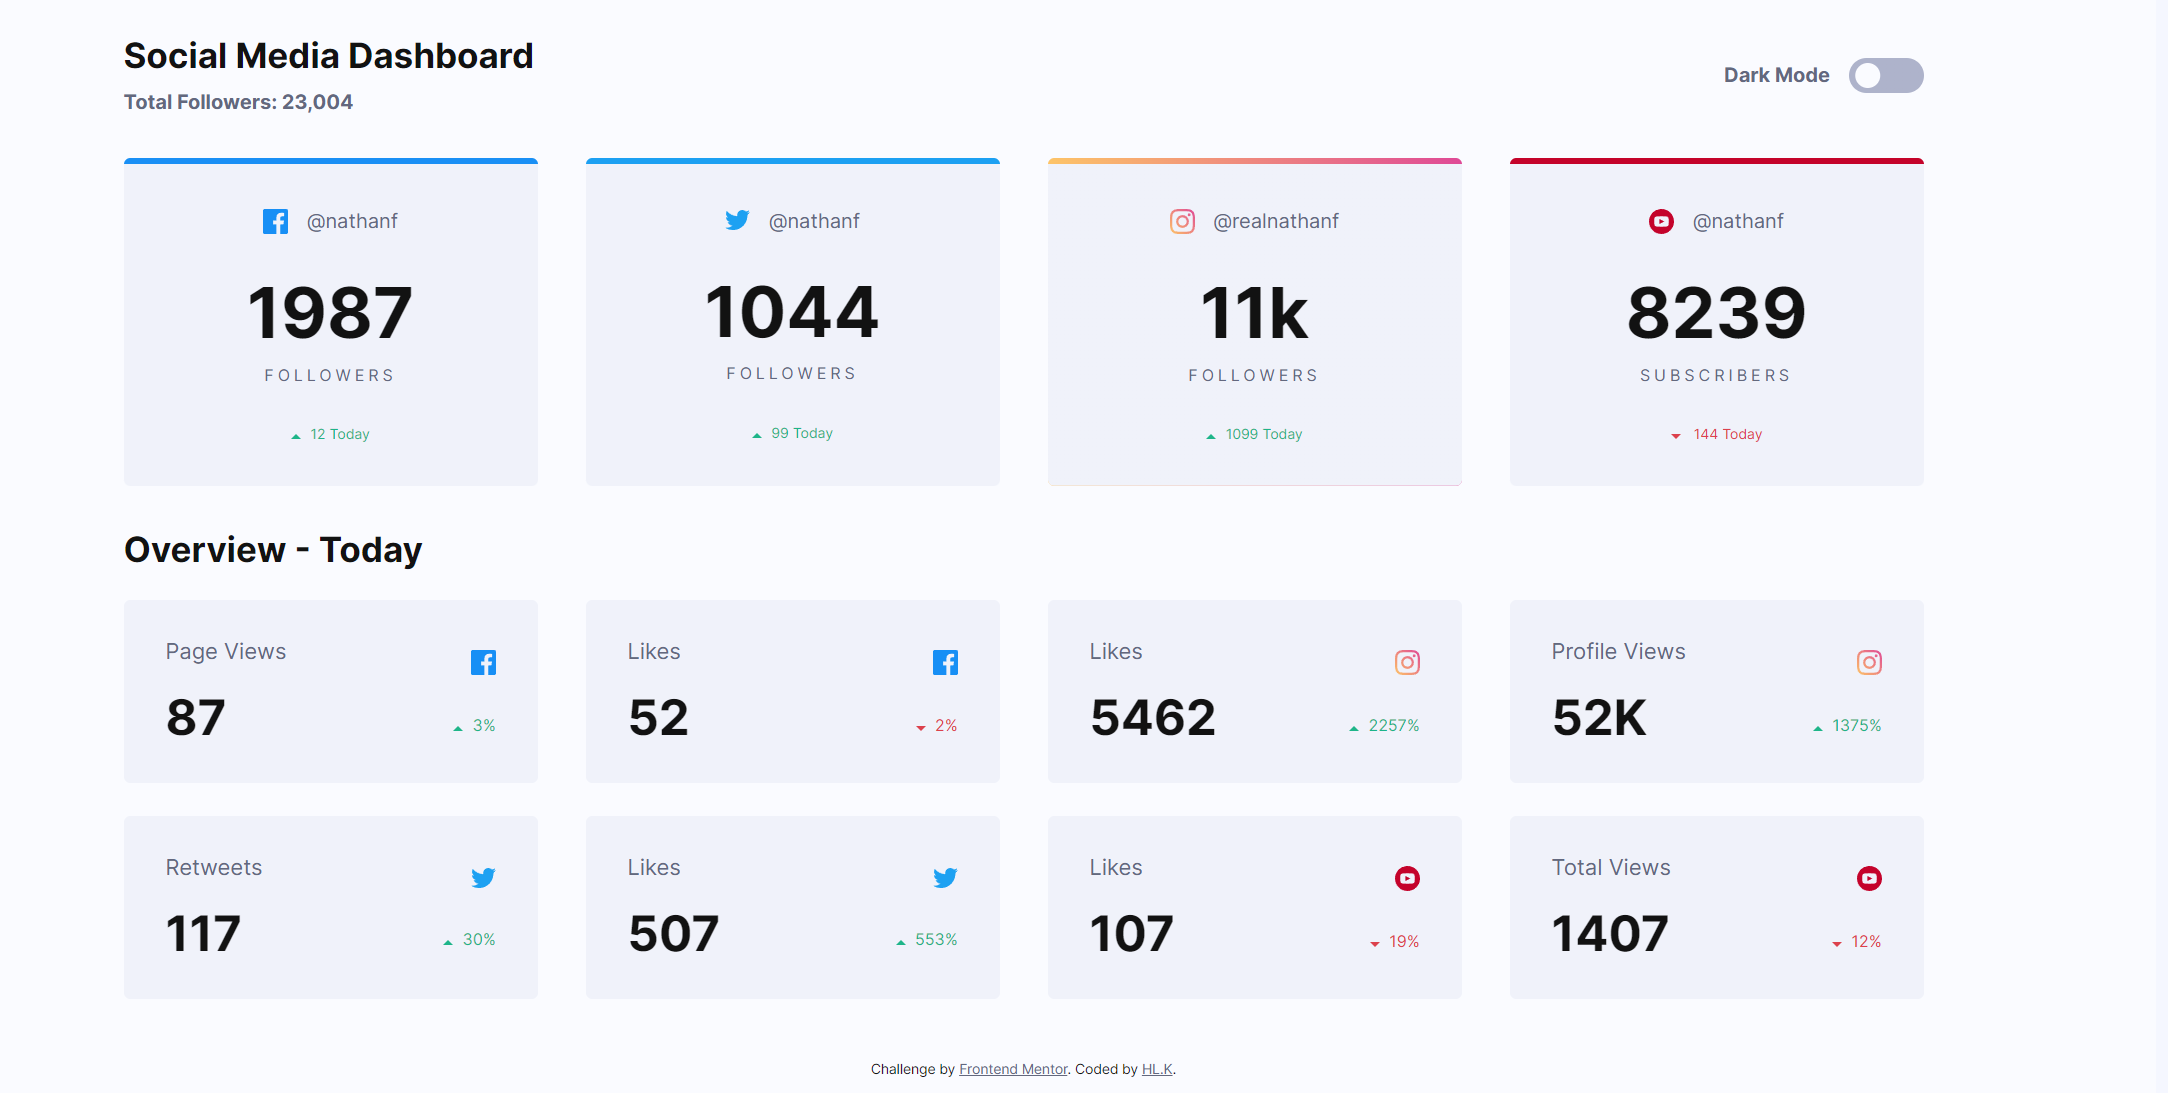 Social Media Dashboard
Total Followers: 23,004
Dark Mode
@nathanf
1987
FOLLOWERS
12 Today
@nathanf
1044
FOLLOWERS
99 Today
@realnathanf
11k
FOLLOWERS
1099 Today
@nathanf
8239
SUBSCRIBERS
144 Today
Overview - Today
Page Views
87
3%
Likes
52
2%
Likes
5462
2257%
Profile Views
52K
1375%
Retweets
117
30%
Likes
507
553%
Likes
107
19%
Total Views
1407
12%
Challenge by Frontend Mentor. Coded by HL.K.